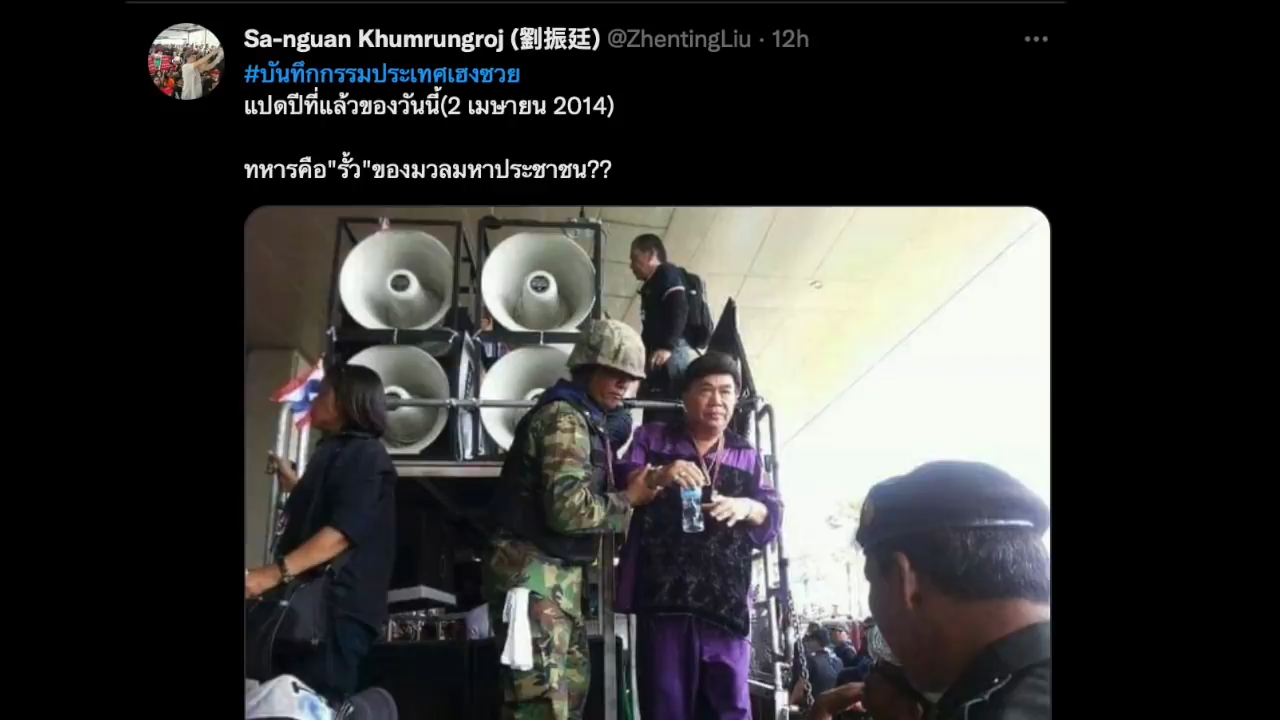 Sa-nguan Khumrungroj (劉振廷) @ZhentingLiu · 12h
#บันทึกกรรมประเทศเฮงซวย
แปดปีที่แล้วของวันนี้(2 เมษายน 2014)
ทหารคือ"รั้ว"ของมวลมหาประชาชน??